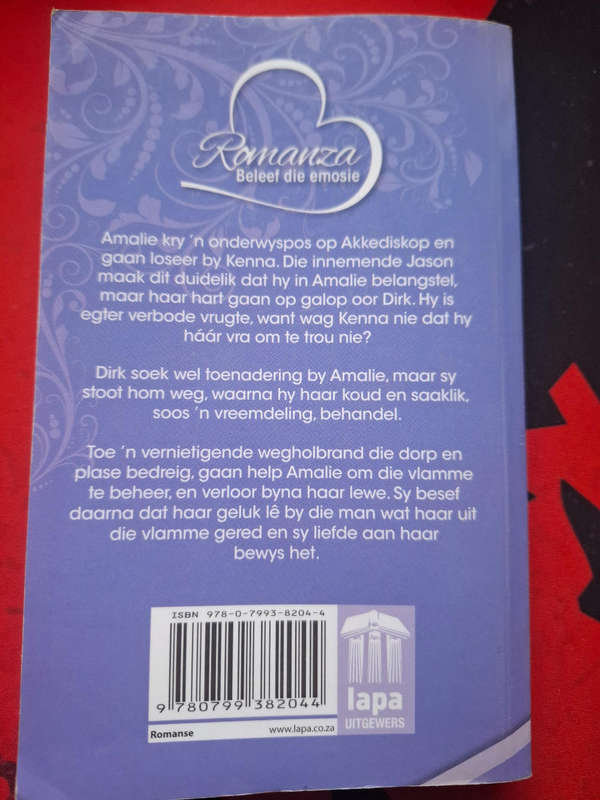 Romanza
Beleef die emosie
Amalie kry 'n onderwyspos op Akkediskop en
gaan loseer by Kenna. Die innemende Jason
maak dit duidelik dat hy in Amalie belangstel,
maar haar hart gaan op galop oor Dirk. Hy is
egter verbode vrugte, want wag Kenna nie dat hy
háár vra om te trou nie?
Dirk soek wel toenadering by Amalie, maar sy
stoot hom weg, waarna hy haar koud en saaklik,
soos 'n vreemdeling, behandel.
Toe 'n vernietigende wegholbrand die dorp en
plase bedreig, gaan help Amalie om die vlamme
te beheer, en verloor byna haar lewe. Sy besef
daarna dat haar geluk lê by die man wat haar uit
die vlamme gered en sy liefde aan haar
bewys het.
ISBN 978-0-7993-8204-4
9 780799 382044
lapa
UITGEWERS
Romanse
www.lapa.co.za